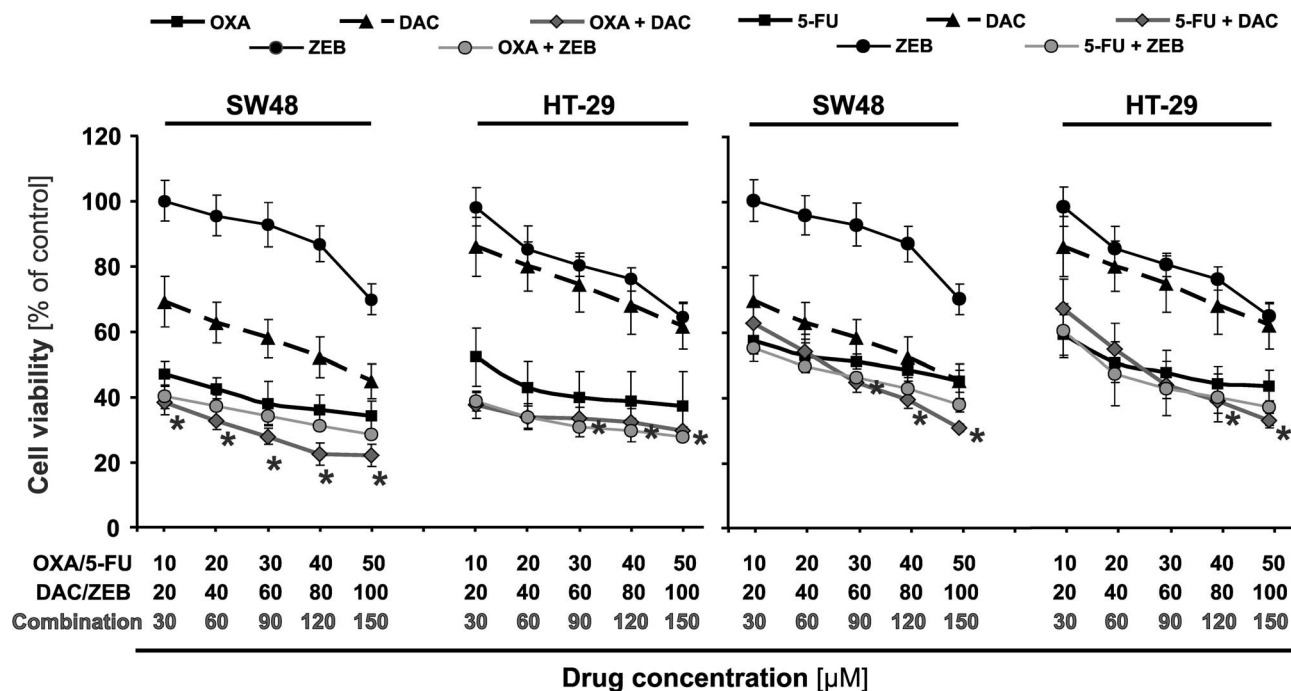 OXA DAC OXA + DAC 5-FU DAC 5-FU + DAC
ZEB OXA + ZEB ZEB 5-FU + ZEB
SW48 HT-29 SW48 HT-29
Cell viability [% of control]
120
100
80
60
40
20
0
* * * * * * * * * * * * *
OXA/5-FU 10 20 30 40 50 10 20 30 40 50 10 20 30 40 50 10 20 30 40 50
DAC/ZEB 20 40 60 80 100 20 40 60 80 100 20 40 60 80 100 20 40 60 80 100
Combination 30 60 90 120 150 30 60 90 120 150 30 60 90 120 150 30 60 90 120 150
Drug concentration [µM]